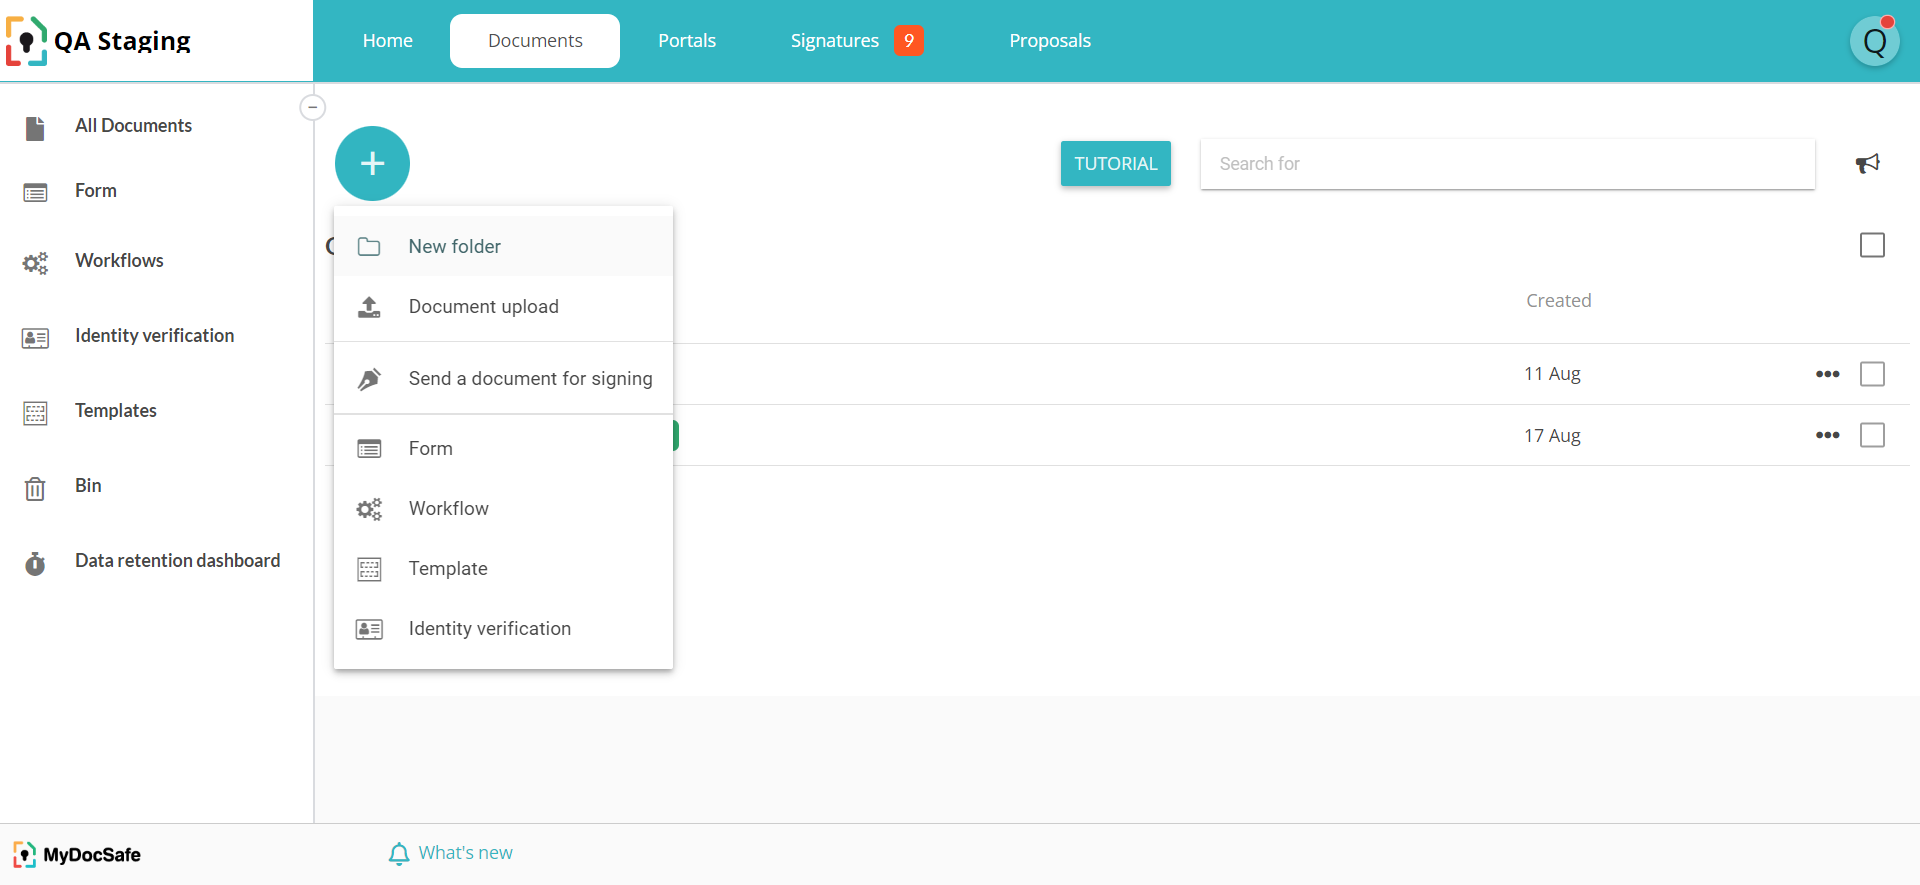 QA Staging
Home
Documents
Portals
Signatures 9
Proposals
Q
All Documents
Form
Workflows
Identity verification
Templates
Bin
Data retention dashboard
+
TUTORIAL
Search for
New folder
Document upload
Send a document for signing
Form
Workflow
Template
Identity verification
Created
11 Aug
17 Aug
MyDocSafe
What's new